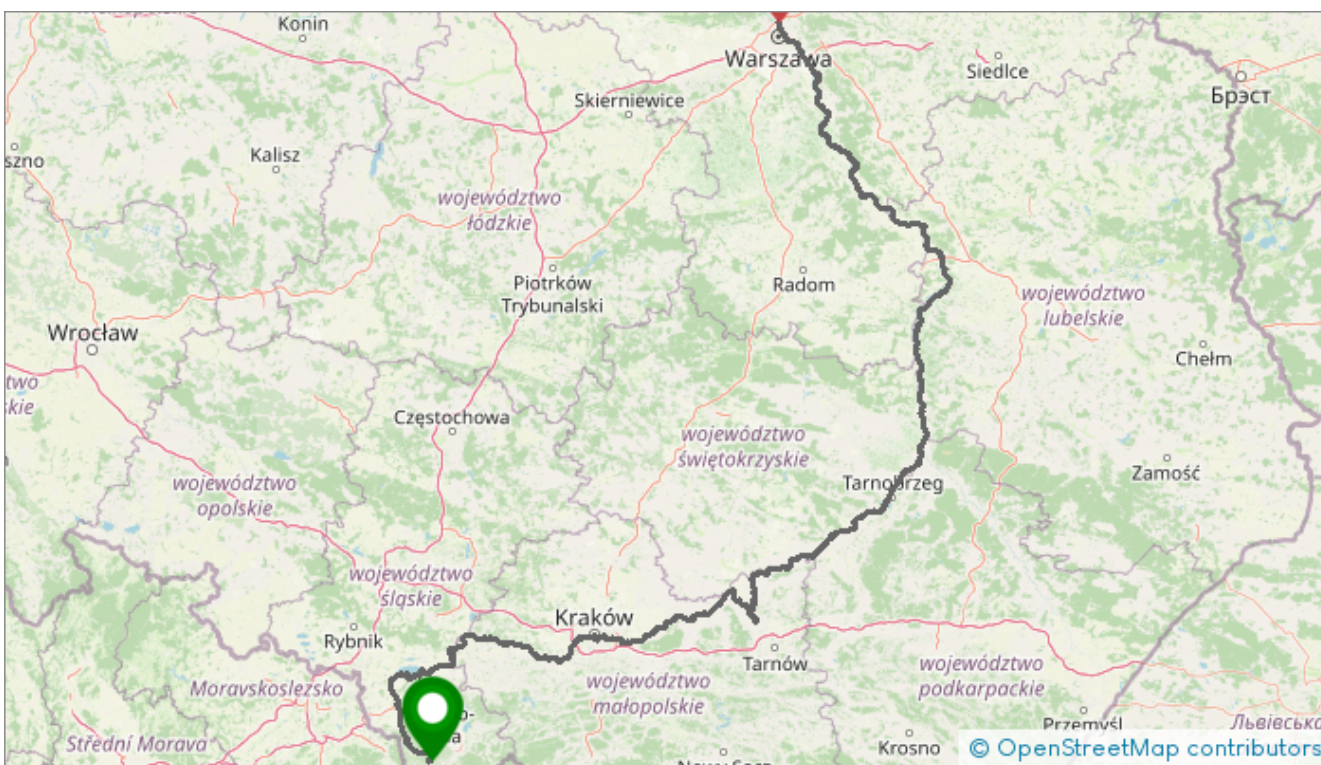 Konin
Warszawa
Siedlce
Брэст
Skierniewice
szno
Kalisz
województwo
łódzkie
Piotrków
Trybunalski
Radom
województwo
lubelskie
Wrocław
Chełm
Częstochowa
województwo
świętokrzyskie
Zamość
Tarnobrzeg
województwo
opolskie
województwo
śląskie
Kraków
Rybnik
Tarnów
województwo
podkarpackie
Moravskoslezsko
województwo
małopolskie
Przemyśl
Львівська
Střední Morava
Krosno
© OpenStreetMap contributors